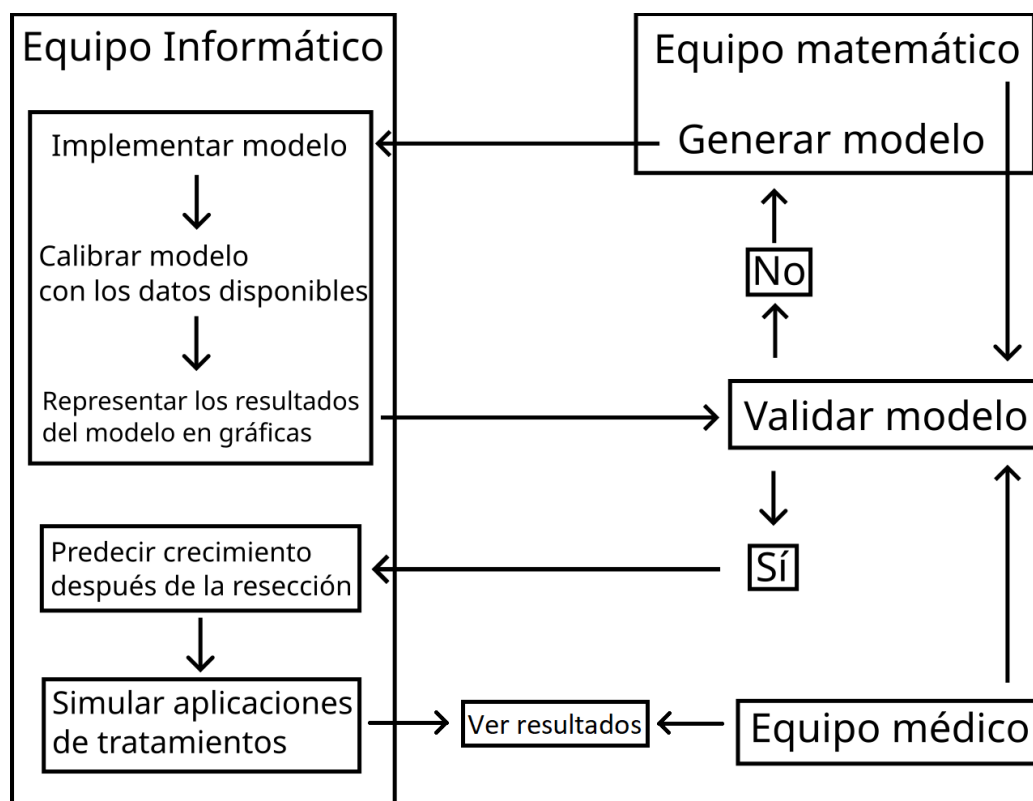 Equipo Informático
Equipo matemático
Implementar modelo
Generar modelo
Calibrar modelo
con los datos disponibles
No
Representar los resultados
del modelo en gráficas
Validar modelo
Predecir crecimiento
después de la resección
Sí
Simular aplicaciones
de tratamientos
Ver resultados
Equipo médico